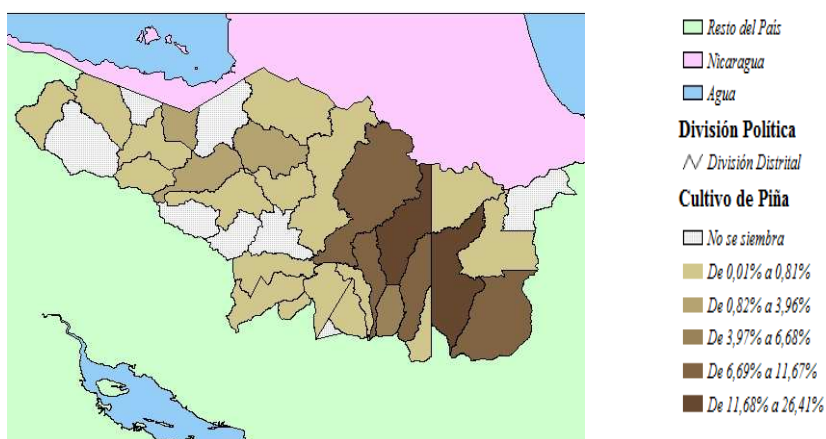 Resto del País
Nicaragua
Agua
División Política
División Distrital
Cultivo de Piña
No se siembra
De 0,01% a 0,81%
De 0,82% a 3,96%
De 3,97% a 6,68%
De 6,69% a 11,67%
De 11,68% a 26,41%